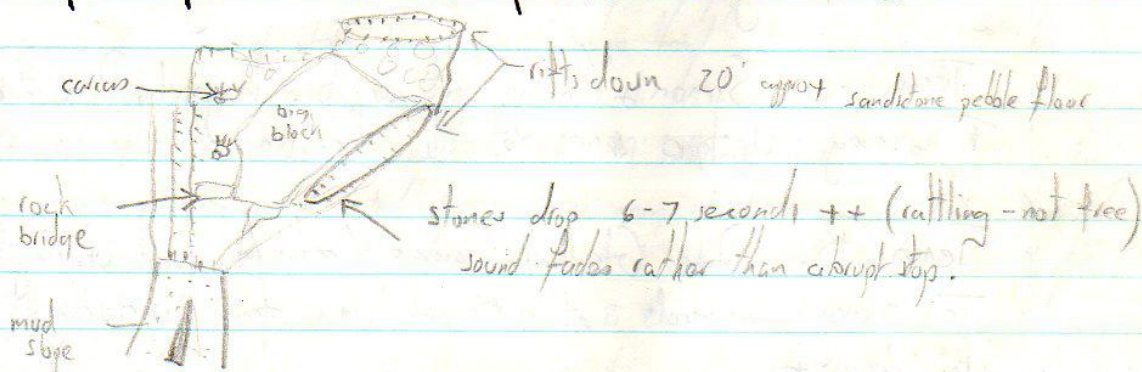 rifts down 20' approx sandstone pebble floor
big
block
rock
bridge
stones drop 6-7 seconds ++ (rattling - not free)
sound fades rather than abrupt stop.
mud
slope